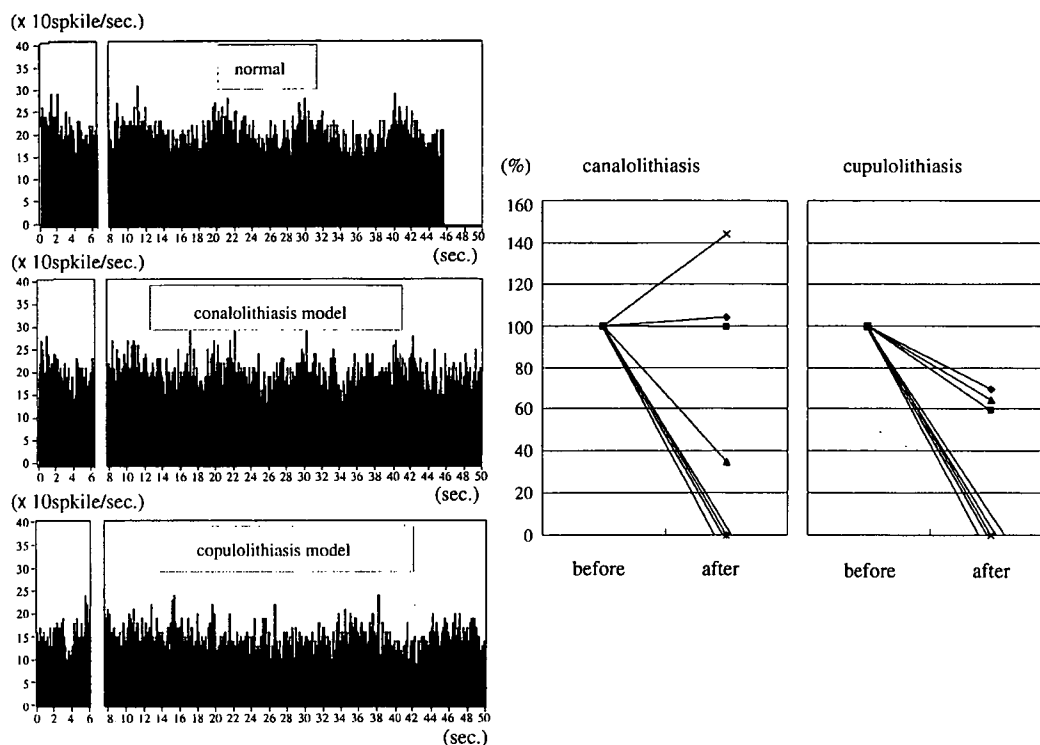 (x 10spkile/sec.)
40
35
30
25
20
15
10
5
0
normal
0 2 4 6 8 10 12 14 16 18 20 22 24 26 28 30 32 34 36 38 40 42 44 46 48 50
(sec.)
(x 10spkile/sec.)
40
35
30
25
20
15
10
5
0
conalolithiasis model
0 2 4 6 8 10 12 14 16 18 20 22 24 26 28 30 32 34 36 38 40 42 44 46 48 50
(sec.)
(x 10spkile/sec.)
40
35
30
25
20
15
10
5
0
copulolithiasis model
0 2 4 6 8 10 12 14 16 18 20 22 24 26 28 30 32 34 36 38 40 42 44 46 48 50
(sec.)
(%) canalolithiasis cupulolithiasis
160
140
120
100
80
60
40
20
0
before after before after